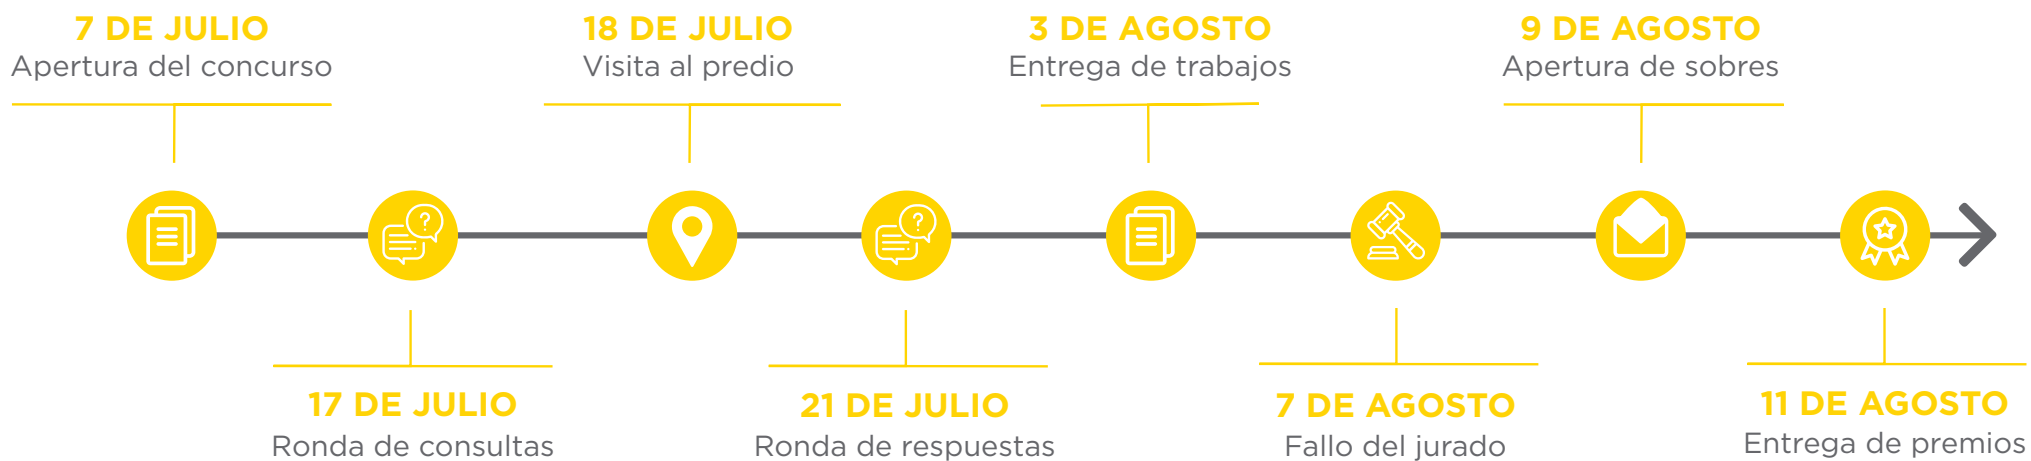 7 DE JULIO
Apertura del concurso
17 DE JULIO
Ronda de consultas
18 DE JULIO
Visita al predio
21 DE JULIO
Ronda de respuestas
3 DE AGOSTO
Entrega de trabajos
7 DE AGOSTO
Fallo del jurado
9 DE AGOSTO
Apertura de sobres
11 DE AGOSTO
Entrega de premios